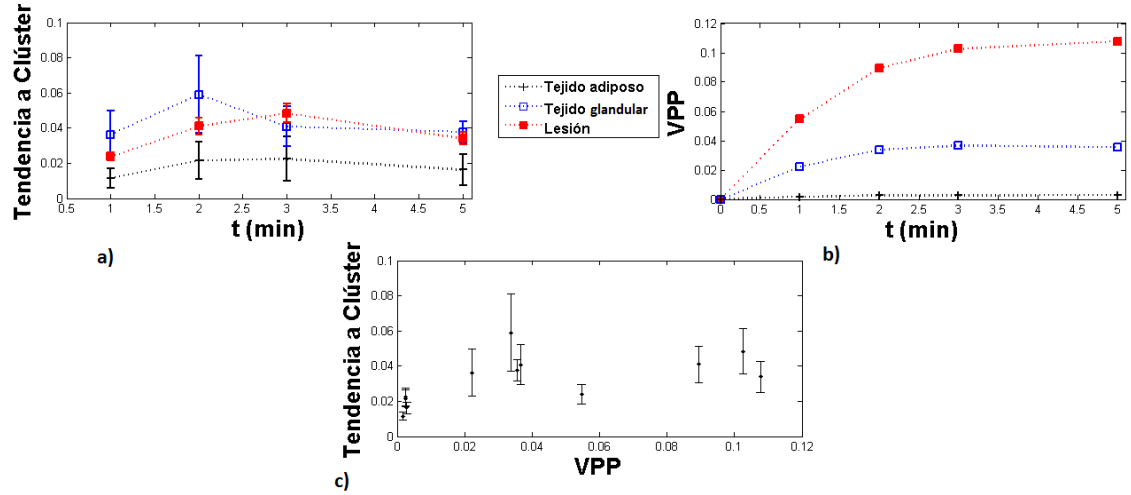 Tendencia a Clúster
0.1
0.08
0.06
0.04
0.02
0
0.5 1 1.5 2 2.5 3 3.5 4 4.5 5
t (min)
a)
Tejido adiposo
Tejido glandular
Lesión
VPP
0.12
0.1
0.08
0.06
0.04
0.02
0
0 0.5 1 1.5 2 2.5 3 3.5 4 4.5 5
t (min)
b)
Tendencia a Clúster
0.1
0.08
0.06
0.04
0.02
0
0 0.02 0.04 0.06 0.08 0.1 0.12
VPP
c)